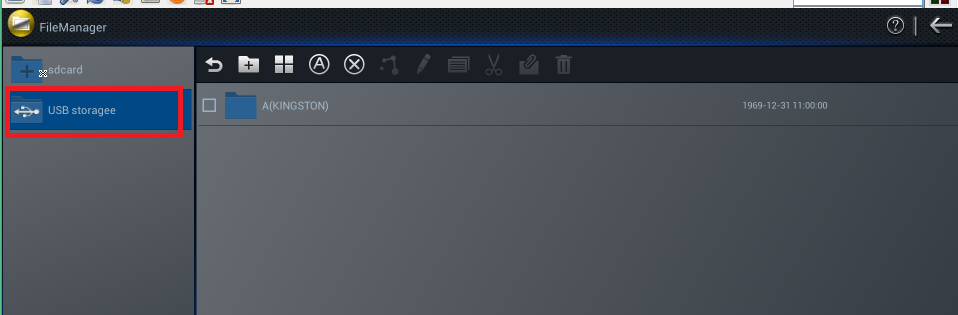 FileManager
sdcard
USB storagee
A
A(KINGSTON)
1969-12-31 11:00:00